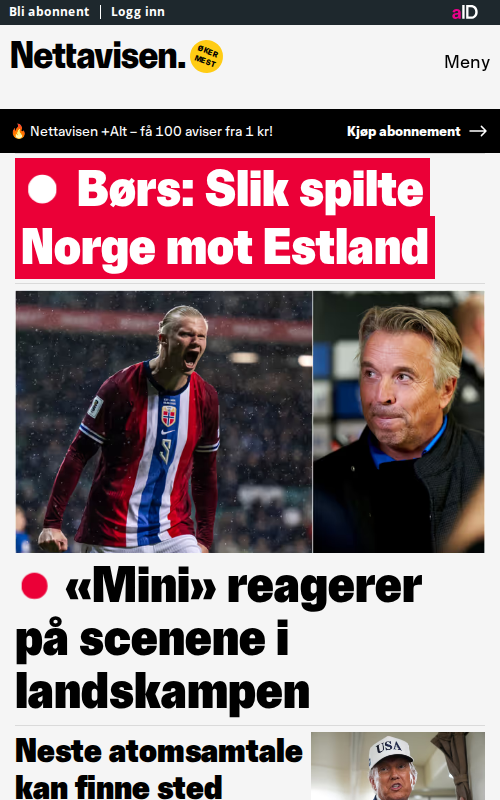 Bli abonnent | Logg inn
aID
Nettavisen.
ØKER
MEST
Meny
🔥 Nettavisen +Alt – få 100 aviser fra 1 kr!
Kjøp abonnement →
Børs: Slik spilte
Norge mot Estland
9
«Mini» reagerer
på scenene i
landskampen
Neste atomsamtale
kan finne sted
USA